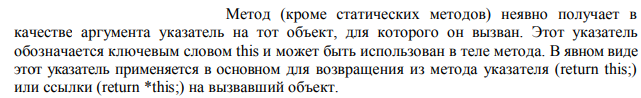 Метод (кроме статических методов) неявно получает в
качестве аргумента указатель на тот объект, для которого он вызван. Этот указатель
обозначается ключевым словом this и может быть использован в теле метода. В явном виде
этот указатель применяется в основном для возвращения из метода указателя (return this;)
или ссылки (return *this;) на вызвавший объект.